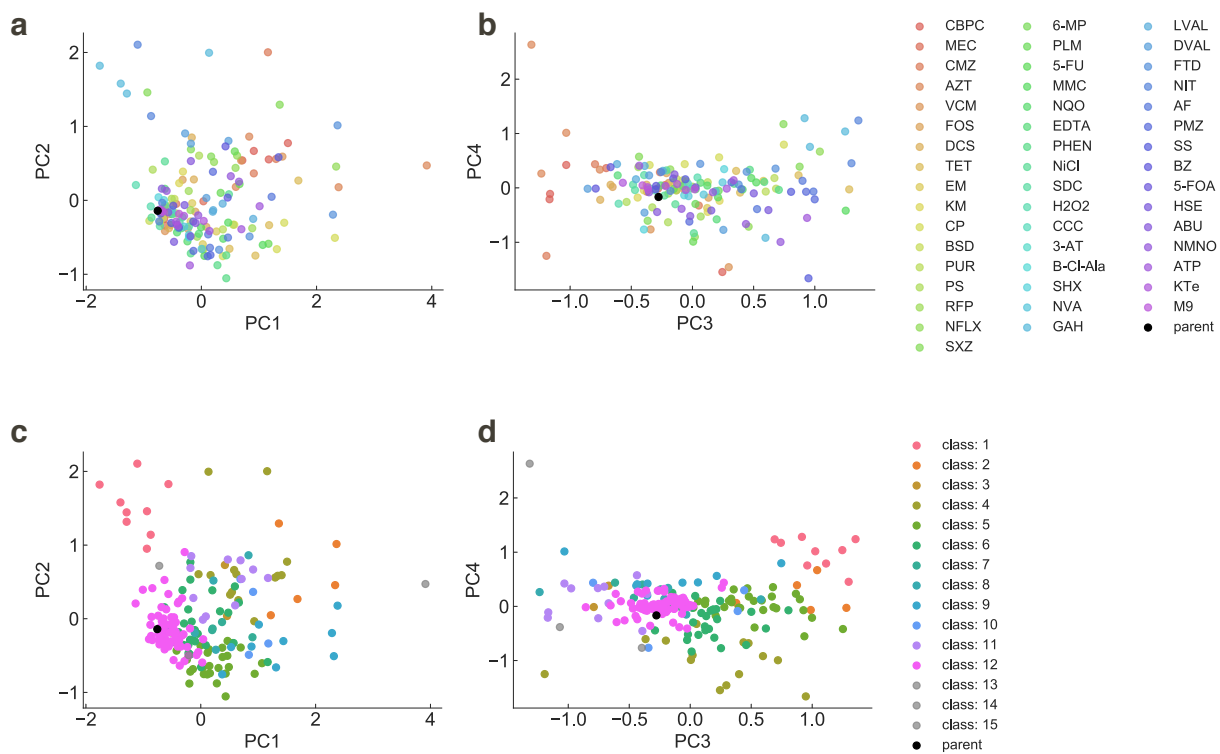 a
b
2
1
0
−1
PC2
−2
0
2
4
PC1
2
1
0
−1
PC4
−1.0
−0.5
0.0
0.5
1.0
PC3
CBPC 6-MP LVAL
MEC PLM DVAL
CMZ 5-FU FTD
AZT MMC NIT
VCM NQO AF
FOS EDTA PMZ
DCS PHEN SS
TET NiCl BZ
EM SDC 5-FOA
KM H2O2 HSE
CP CCC ABU
BSD 3-AT NMNO
PUR B-Cl-Ala ATP
PS SHX KTe
RFP NVA M9
NFLX GAH parent
SXZ
c
d
2
1
0
−1
PC2
−2
0
2
4
PC1
2
1
0
−1
PC4
−1.0
−0.5
0.0
0.5
1.0
PC3
class: 1
class: 2
class: 3
class: 4
class: 5
class: 6
class: 7
class: 8
class: 9
class: 10
class: 11
class: 12
class: 13
class: 14
class: 15
parent